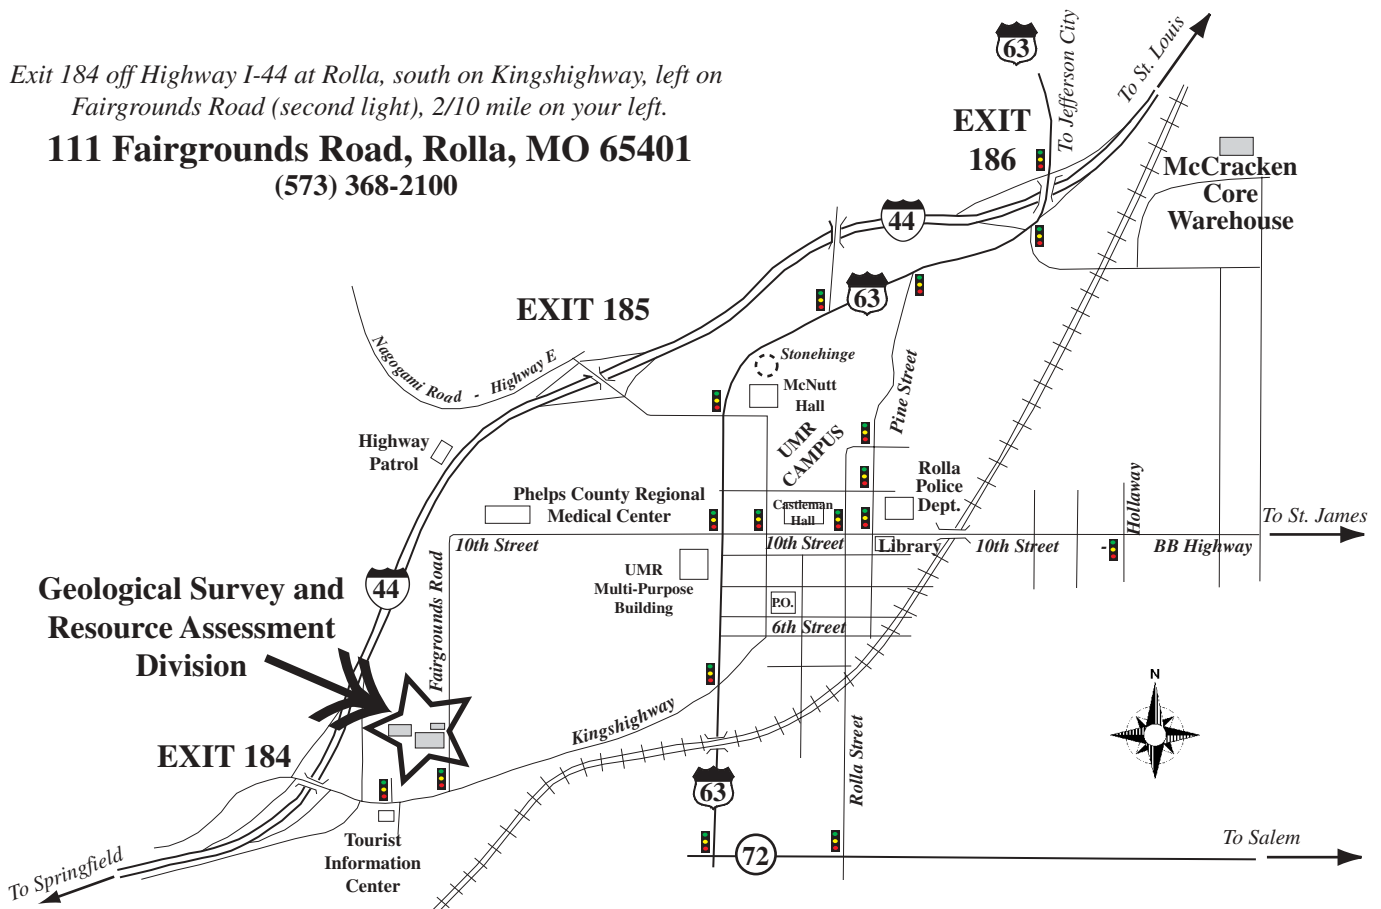 Exit 184 off Highway I-44 at Rolla, south on Kingshighway, left on
Fairgrounds Road (second light), 2/10 mile on your left.
111 Fairgrounds Road, Rolla, MO 65401
(573) 368-2100
63
To Jefferson City
To St. Louis
EXIT
186
McCracken
Core
Warehouse
44
63
EXIT 185
Nagogami Road - Highway E
Stonehinge
McNutt
Hall
Pine Street
UMR
CAMPUS
Highway
Patrol
Rolla
Police
Dept.
Phelps County Regional
Medical Center
Castleman
Hall
Hollaway
To St. James
10th Street
10th Street
Library
10th Street
BB Highway
Geological Survey and
Resource Assessment
Division
44
Fairgrounds Road
UMR
Multi-Purpose
Building
P.O.
6th Street
N
Kingshighway
EXIT 184
63
Rolla Street
Tourist
Information
Center
72
To Salem
To Springfield